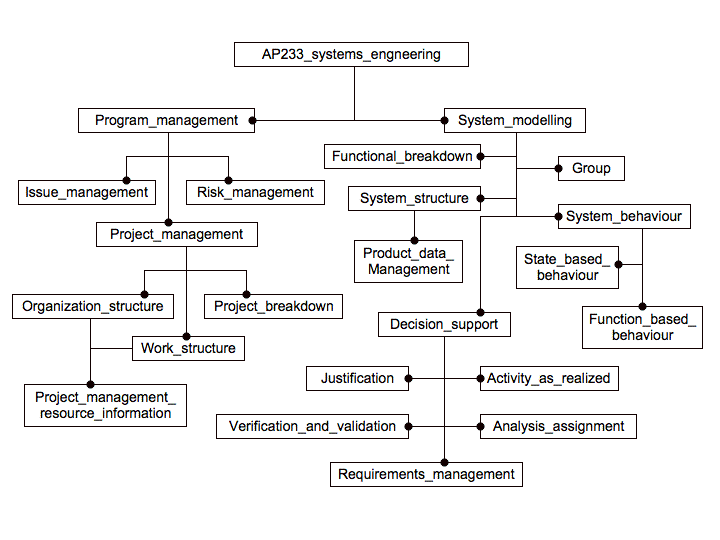 AP233_systems_engneering
Program_management
System_modelling
Functional_breakdown
Group
Issue_management
Risk_management
System_structure
System_behaviour
Project_management
Product_data_
Management
State_based_
behaviour
Organization_structure
Project_breakdown
Decision_support
Function_based_
behaviour
Work_structure
Justification
Activity_as_realized
Project_management_
resource_information
Verification_and_validation
Analysis_assignment
Requirements_management